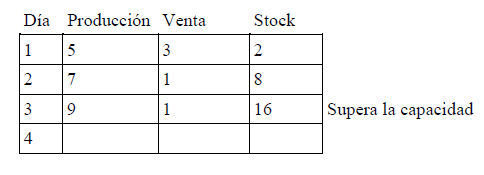 Día Producción Venta Stock
1 5 3 2
2 7 1 8
3 9 1 16 Supera la capacidad
4